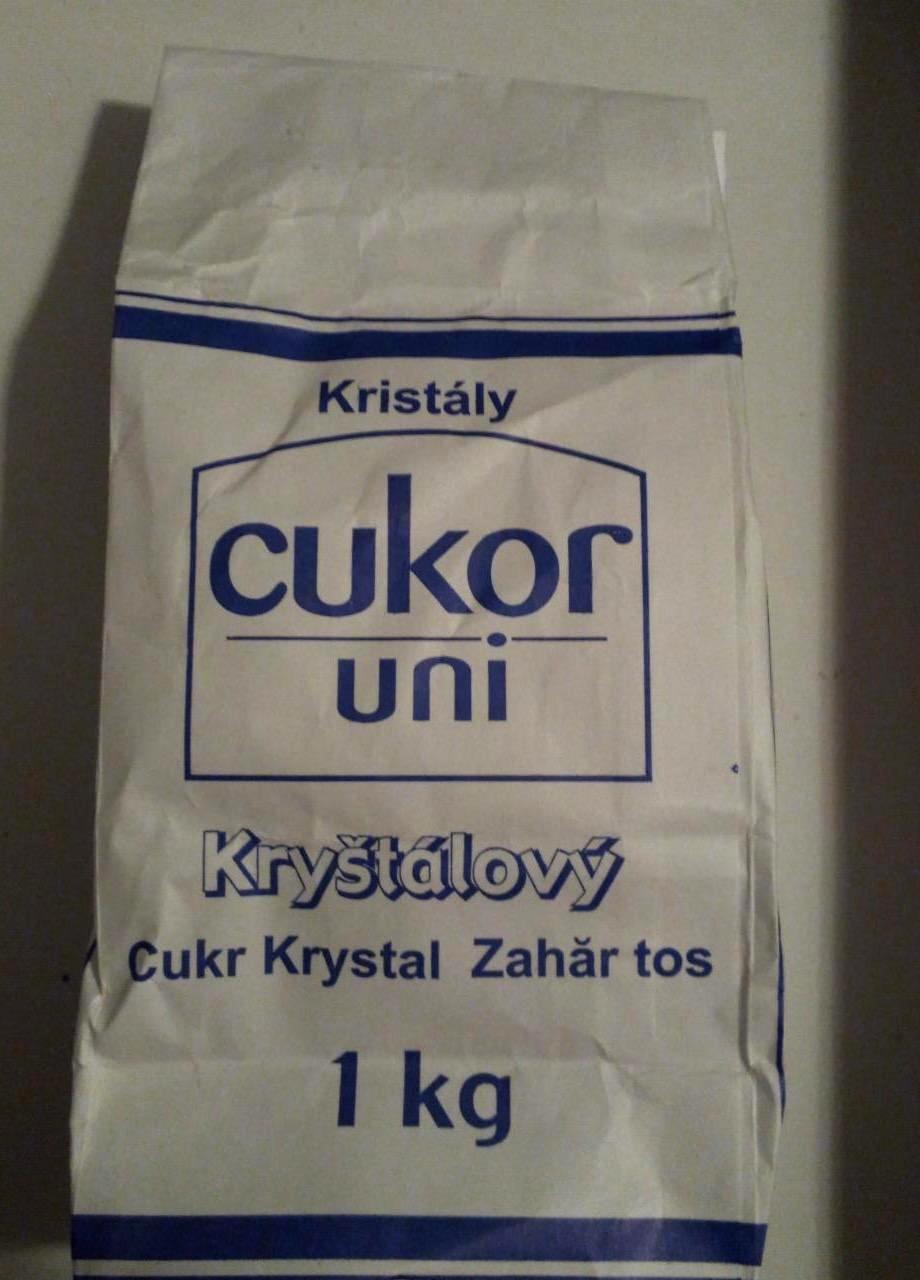 Kristály
cukor
uni
Kryštálový
Cukr Krystal Zahăr tos
1 kg